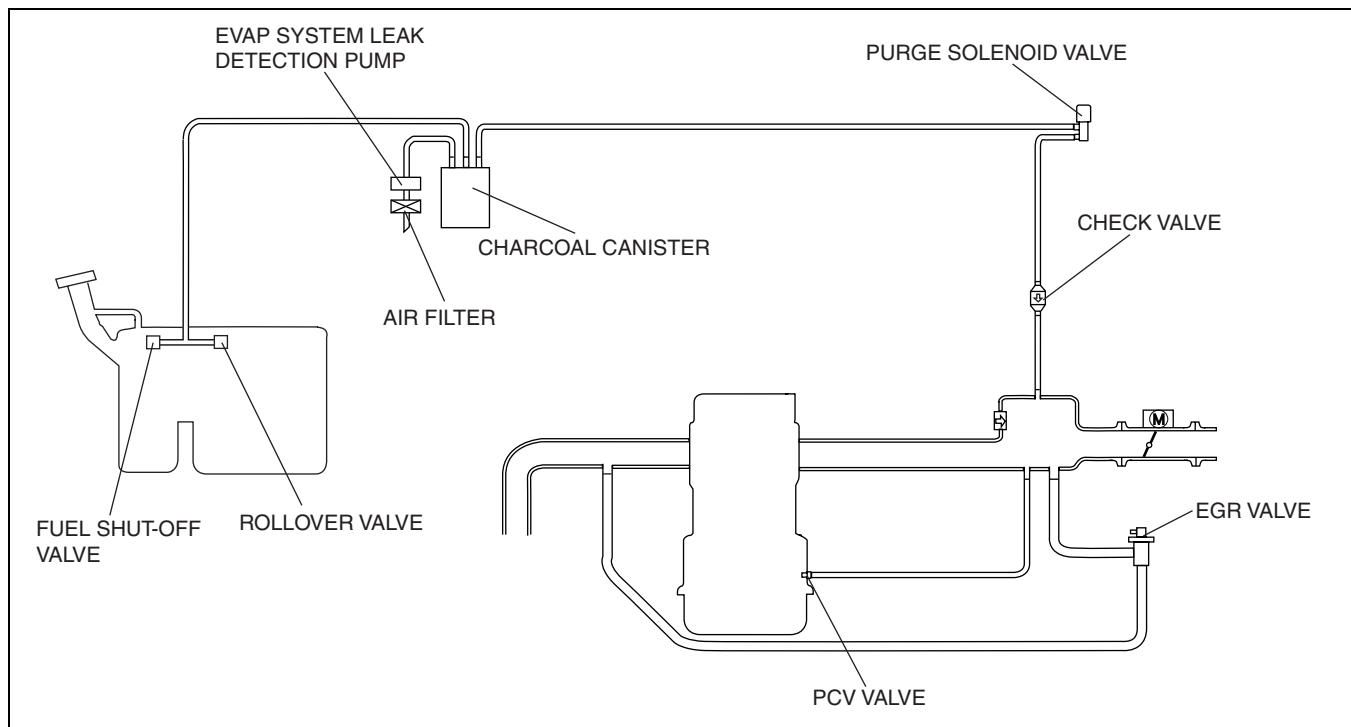 EVAP SYSTEM LEAK
DETECTION PUMP
PURGE SOLENOID VALVE
CHARCOAL CANISTER
CHECK VALVE
AIR FILTER
M
FUEL SHUT-OFF
VALVE
ROLLOVER VALVE
EGR VALVE
PCV VALVE